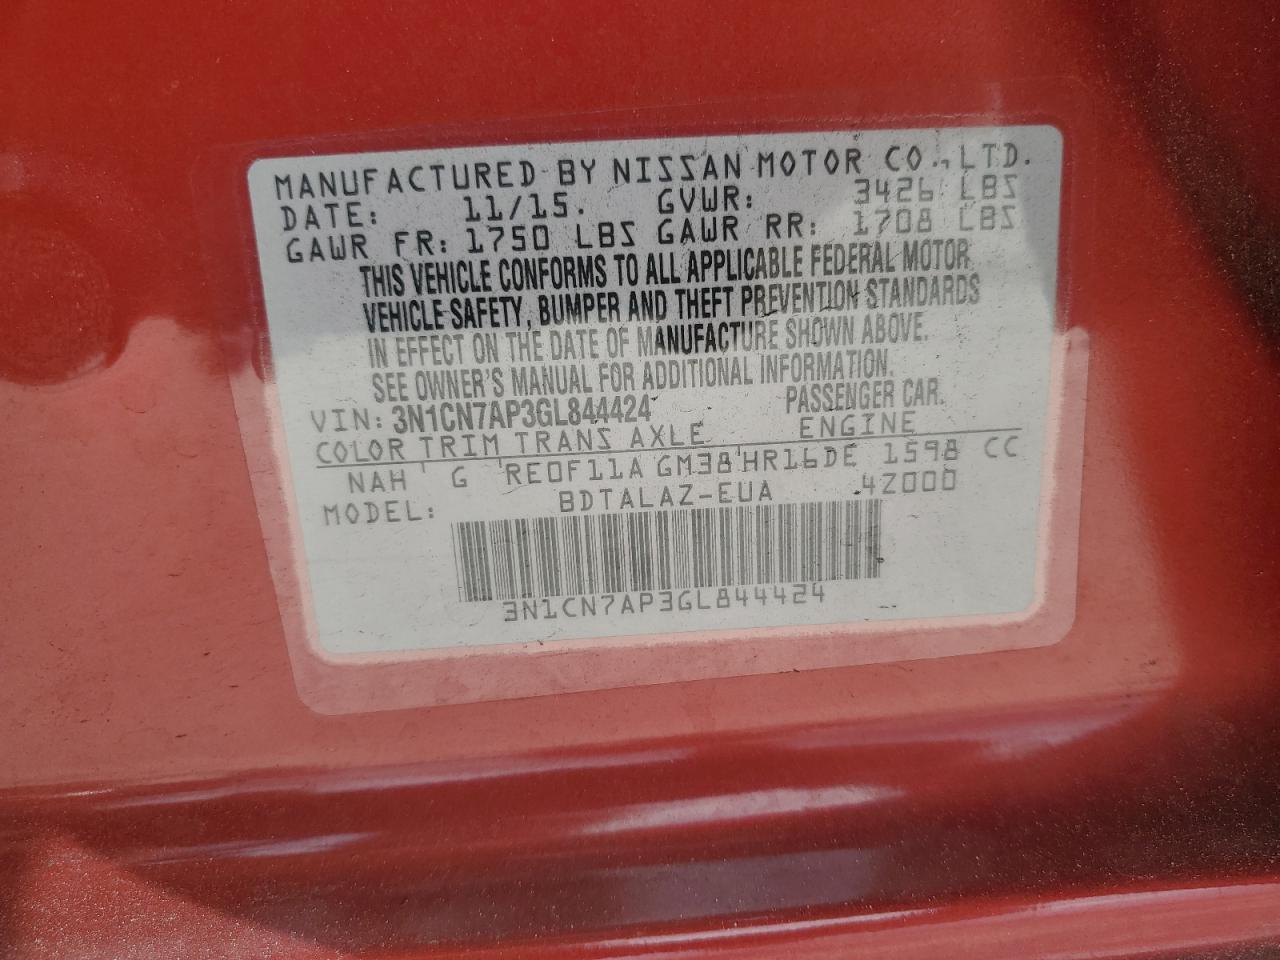 MANUFACTURED BY NISSAN MOTOR CO., LTD.
DATE: 11/15. GVWR: 3426 LBS
GAWR FR: 1750 LBS GAWR RR: 1708 LBS
THIS VEHICLE CONFORMS TO ALL APPLICABLE FEDERAL MOTOR
VEHICLE SAFETY, BUMPER AND THEFT PREVENTION STANDARDS
IN EFFECT ON THE DATE OF MANUFACTURE SHOWN ABOVE.
SEE OWNER'S MANUAL FOR ADDITIONAL INFORMATION.
VIN: 3N1CN7AP3GL844424 PASSENGER CAR.
COLOR TRIM TRANS AXLE ENGINE
NAH G RE0F11A GM38 HR16DE 1598 CC
MODEL: BDTALAZ-EUA 4Z000
3N1CN7AP3GL844424